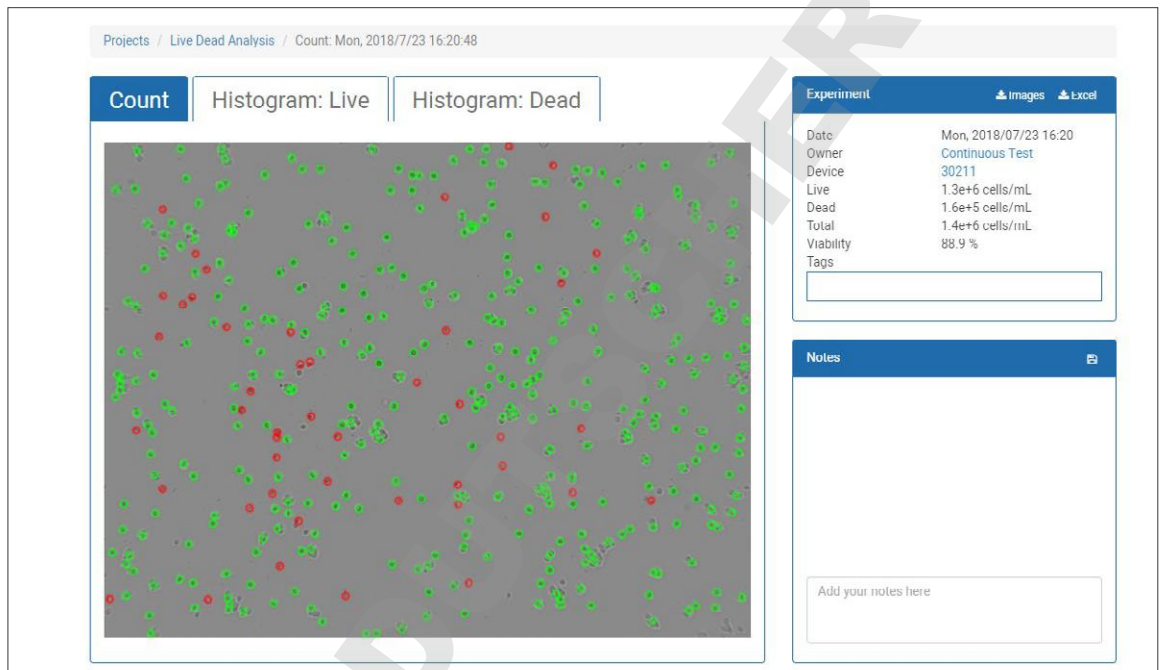 Projects / Live Dead Analysis / Count: Mon, 2018/7/23 16:20:48
Count
Histogram: Live
Histogram: Dead
Experiment
Images
Excel
Date Mon, 2018/07/23 16:20
Owner Continuous Test
Device 30211
Live 1.3e+6 cells/mL
Dead 1.6e+5 cells/mL
Total 1.4e+6 cells/mL
Viability 88.9 %
Tags
Notes
Add your notes here